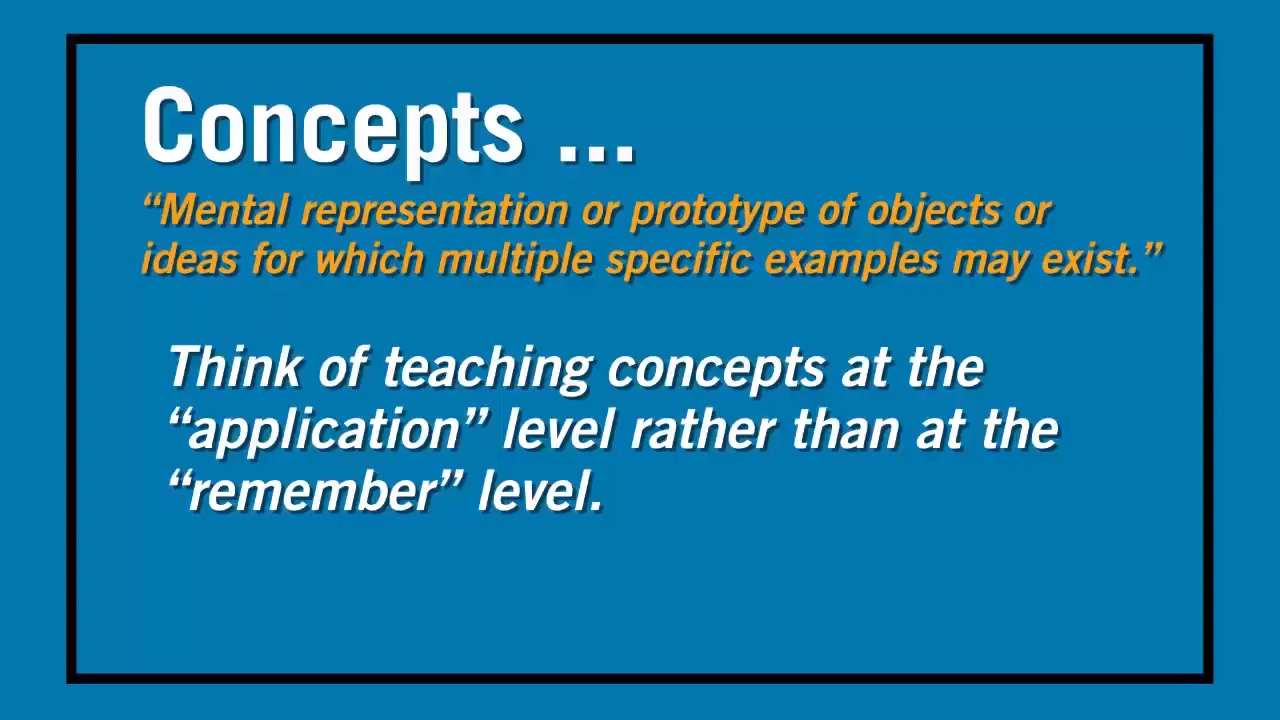 Concepts ...
“Mental representation or prototype of objects or
ideas for which multiple specific examples may exist.”
Think of teaching concepts at the
“application” level rather than at the
“remember” level.